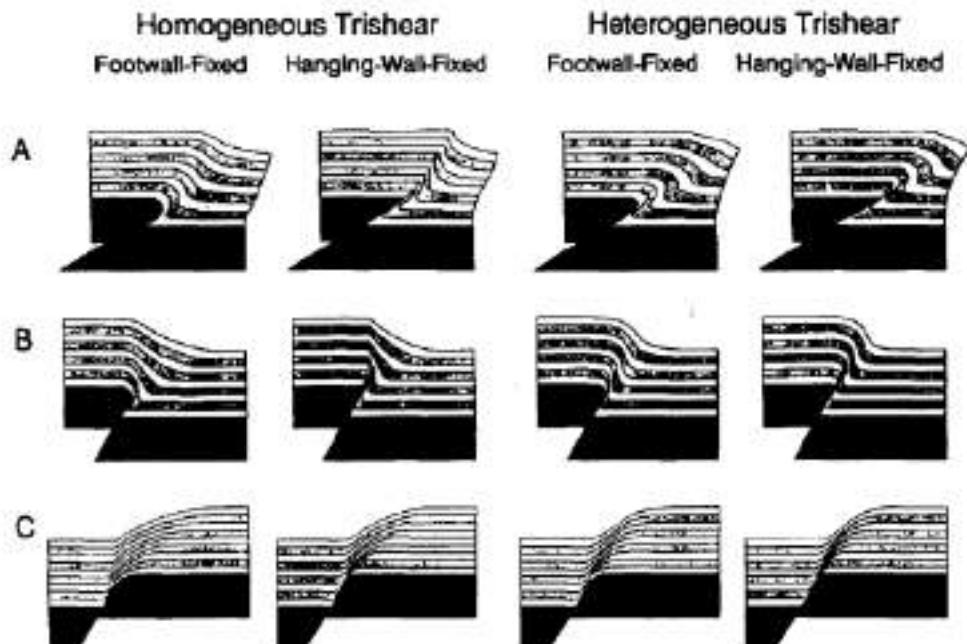 Homogeneous Trishear
Heterogeneous Trishear
Footwall-Fixed
Hanging-Wall-Fixed
Footwall-Fixed
Hanging-Wall-Fixed
A
B
C